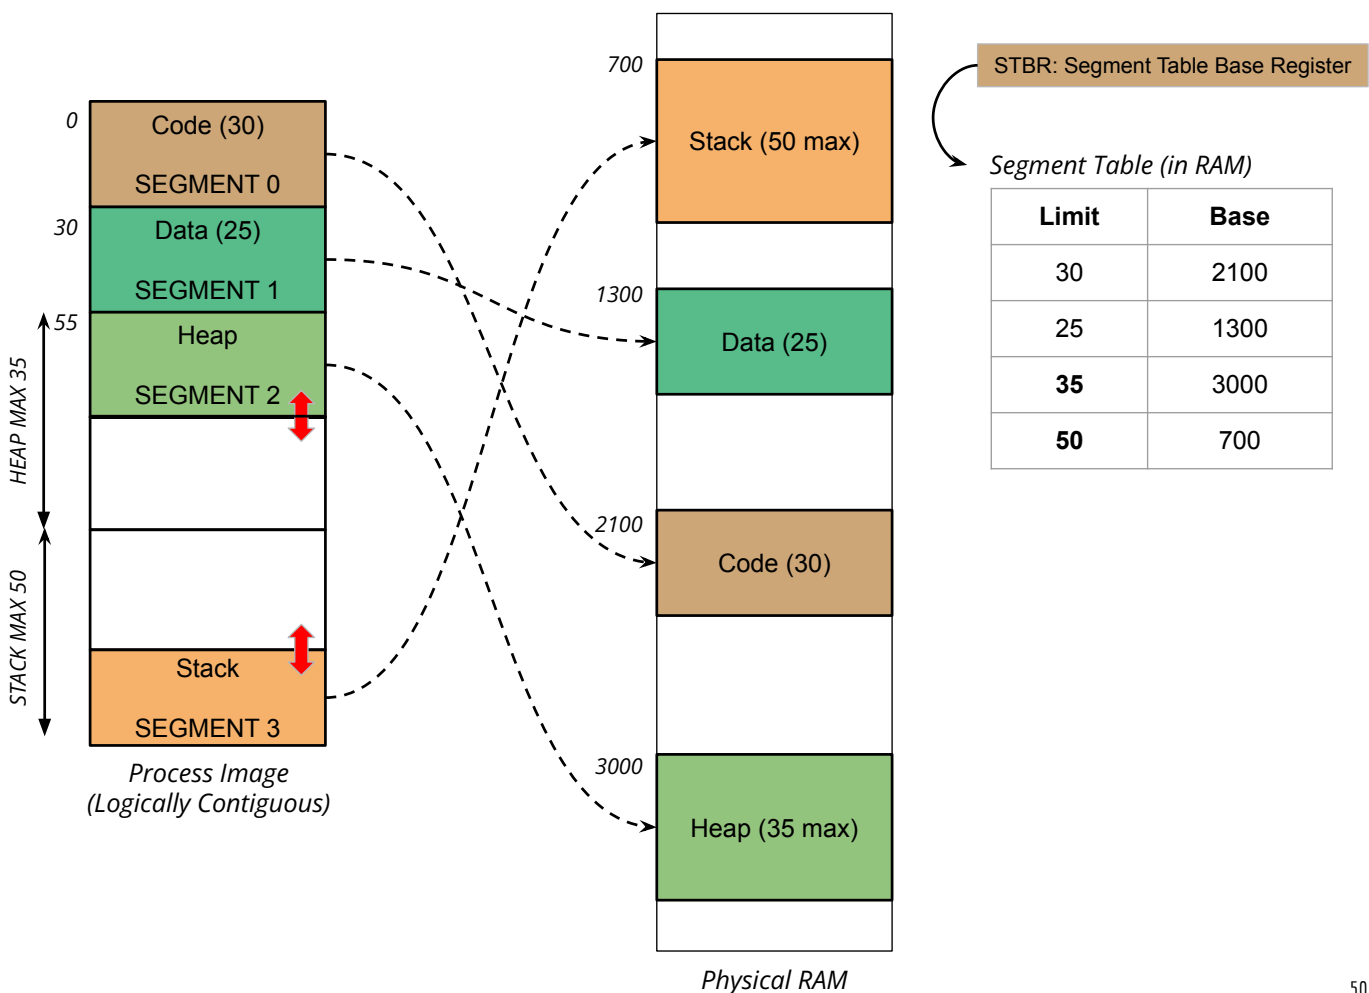 0
Code (30)
SEGMENT 0
30
Data (25)
SEGMENT 1
55
Heap
SEGMENT 2
HEAP MAX 35
STACK MAX 50
Stack
SEGMENT 3
Process Image
(Logically Contiguous)
700
Stack (50 max)
1300
Data (25)
2100
Code (30)
3000
Heap (35 max)
Physical RAM
STBR: Segment Table Base Register
Segment Table (in RAM)
Limit Base
30 2100
25 1300
35 3000
50 700
50